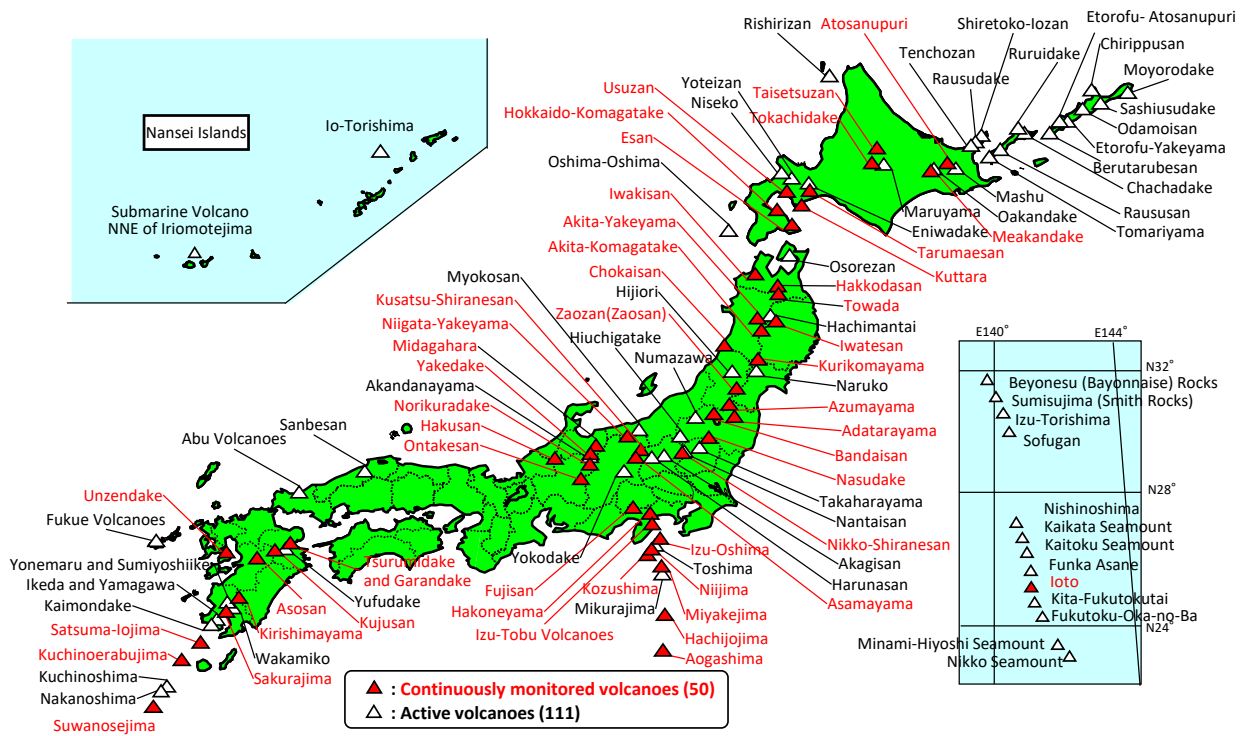 Nansei Islands
Io-Torishima
Submarine Volcano
NNE of Iriomotejima
Rishirizan
Atosanupuri
Shiretoko-Iozan
Etorofu- Atosanupuri
Tenchozan
Ruruidake
Chirippusan
Rausudake
Moyorodake
Usuzan
Yoteizan
Taisetsuzan
Niseko
Tokachidake
Hokkaido-Komagatake
Esan
Oshima-Oshima
Sashiusudake
Odamoisan
Etorofu-Yakeyama
Berutarubesan
Chachadake
Raususan
Tomariyama
Mashu
Oakandake
Meakandake
Maruyama
Eniwadake
Tarumaesan
Kuttara
Iwakisan
Akita-Yakeyama
Akita-Komagatake
Chokaisan
Hijiori
Zaozan(Zaosan)
Hiuchigatake
Numazawa
Myokosan
Kusatsu-Shiranesan
Niigata-Yakeyama
Midagahara
Yakedake
Akandanayama
Norikuradake
Hakusan
Ontakesan
Osorezan
Hakkodasan
Towada
Hachimantai
Iwatesan
Kurikomayama
Naruko
Azumayama
Adatarayama
Bandaisan
Nasudake
Takaharayama
Nantaisan
Nikko-Shiranesan
Akagisan
Harunasan
Asamayama
Sanbesan
Abu Volcanoes
Unzendake
Fukue Volcanoes
Yonemaru and Sumiyoshiike
Ikeda and Yamagawa
Kaimondake
Satsuma-Iojima
Kuchinoerabujima
Kuchinoshima
Nakanoshima
Suwanosejima
Tsurumidake
and Garandake
Yufudake
Kujusan
Asosan
Kirishimayama
Wakamiko
Sakurajima
Yokodake
Fujisan
Hakoneyama
Izu-Tobu Volcanoes
Izu-Oshima
Toshima
Niijima
Kozushima
Mikurajima
Miyakejima
Hachijojima
Aogashima
E140°
E144°
N32°
Beyonesu (Bayonnaise) Rocks
Sumisujima (Smith Rocks)
Izu-Torishima
Sofugan
N28°
Nishinoshima
Kaikata Seamount
Kaitoku Seamount
Funka Asane
Ioto
Kita-Fukutokutai
Fukutoku-Oka-no-Ba
N24°
Minami-Hiyoshi Seamount
Nikko Seamount
: Continuously monitored volcanoes (50)
: Active volcanoes (111)